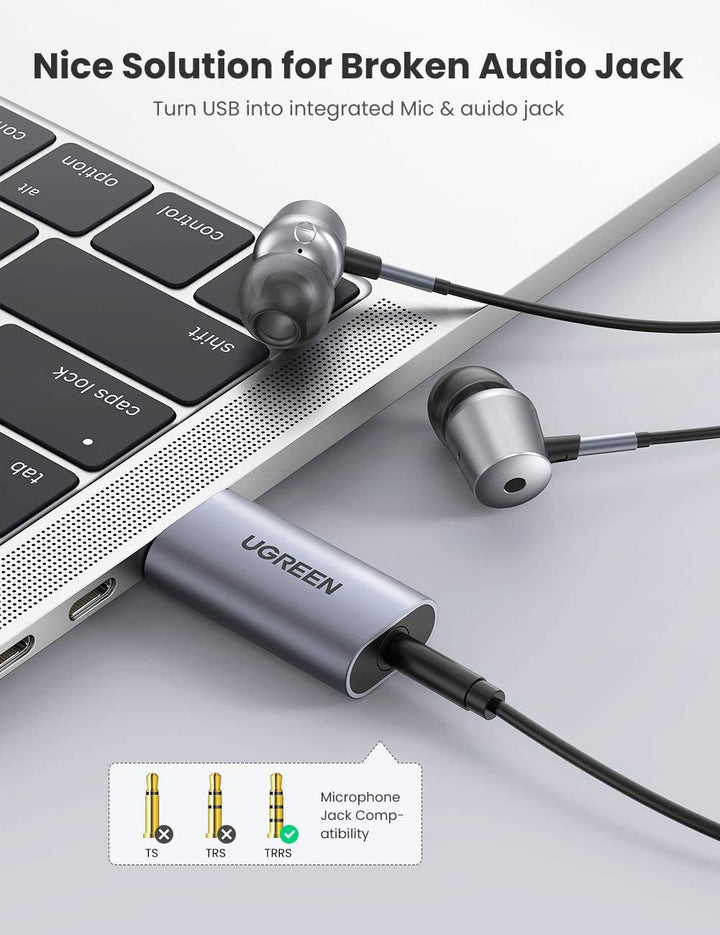 Nice Solution for Broken Audio Jack
Turn USB into integrated Mic & auido jack
option
alt
control
shift
caps lock
tab
UGREEN
Microphone
Jack Comp-
atibility
TS
TRS
TRRS